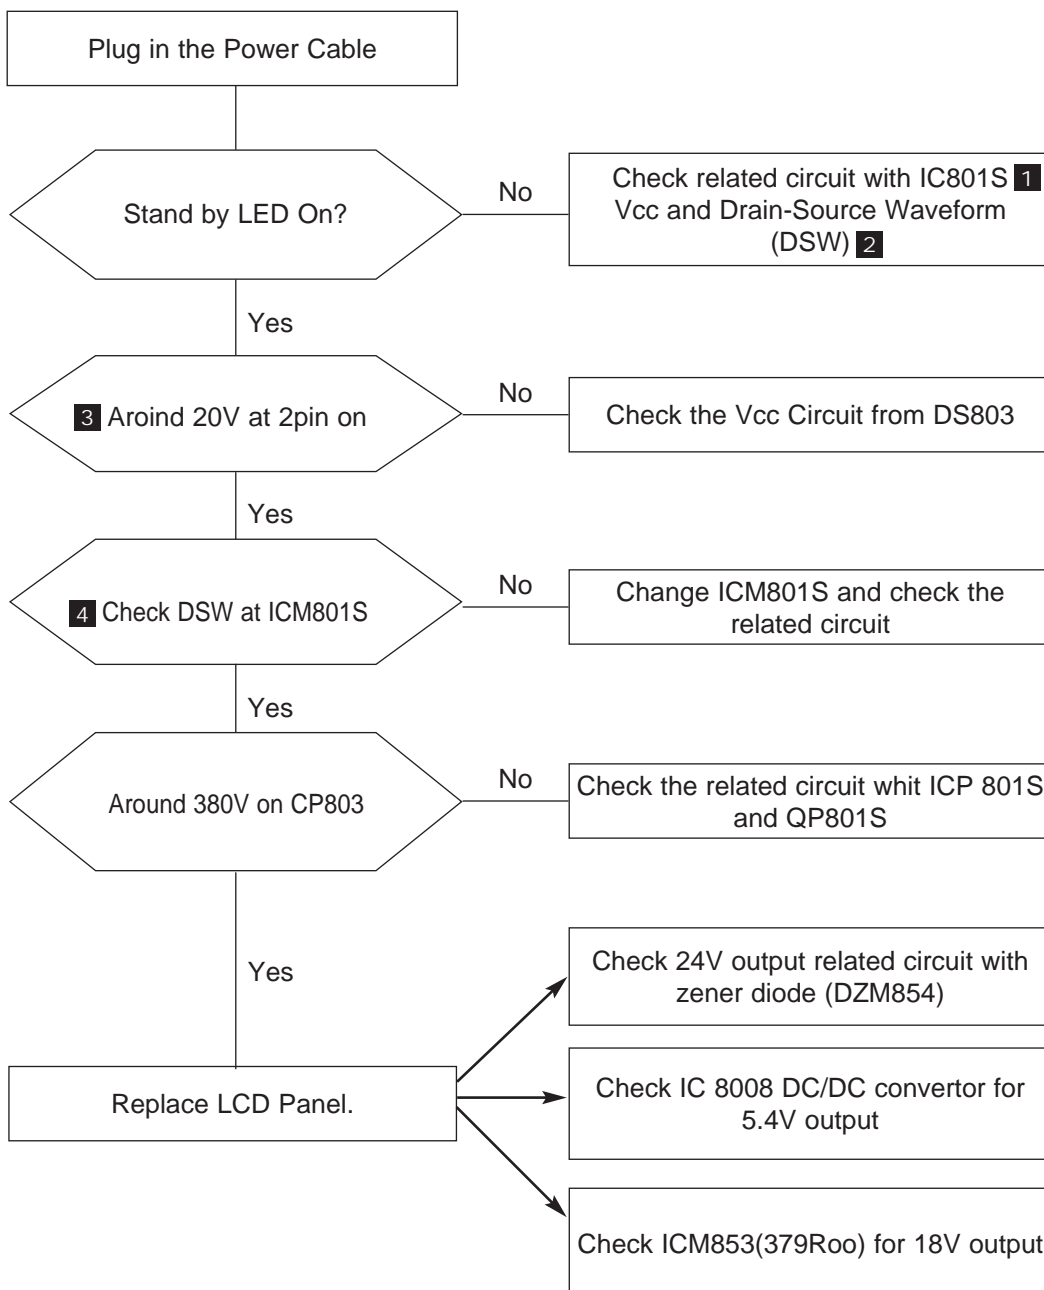 Plug in the Power Cable
Stand by LED On?
No
Check related circuit with IC801S 1
Vcc and Drain-Source Waveform
(DSW) 2
Yes
3 Aroind 20V at 2pin on
No
Check the Vcc Circuit from DS803
Yes
4 Check DSW at ICM801S
No
Change ICM801S and check the
related circuit
Yes
Around 380V on CP803
No
Check the related circuit whit ICP 801S
and QP801S
Yes
Check 24V output related circuit with
zener diode (DZM854)
Replace LCD Panel.
Check IC 8008 DC/DC convertor for
5.4V output
Check ICM853(379Roo) for 18V output